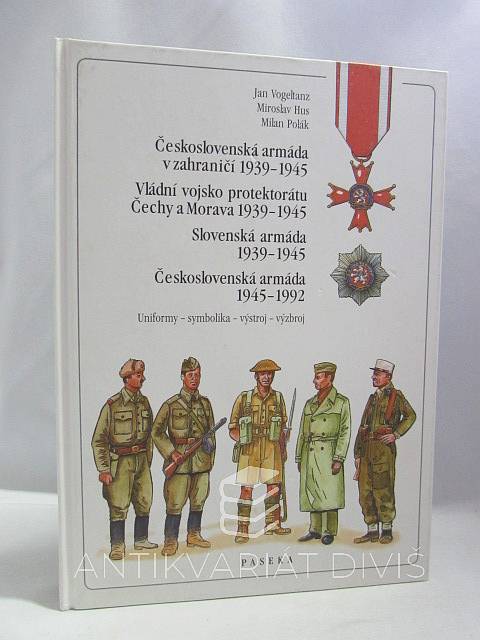 Jan Vogeltanz
Miroslav Hus
Milan Polák
Československá armáda
v zahraničí 1939–1945
Vládní vojsko protektorátu
Čechy a Morava 1939–1945
Slovenská armáda
1939–1945
Československá armáda
1945–1992
Uniformy – symbolika – výstroj – výzbroj
ANTIKVARIÁT DIVIŠ
PASEKA